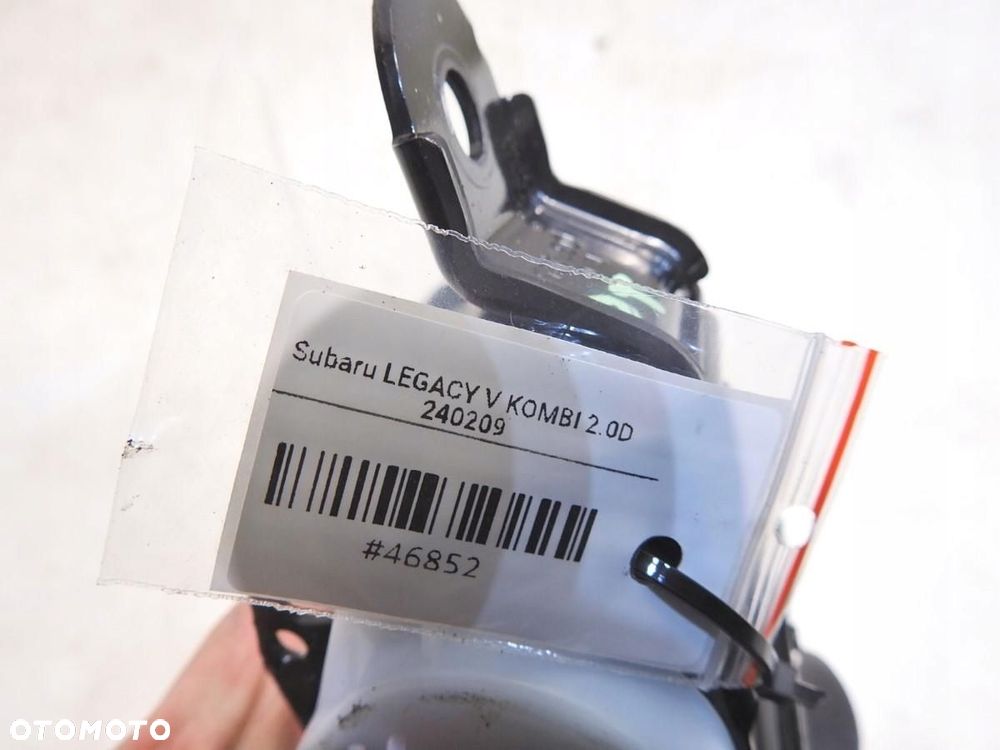 Subaru LEGACY V KOMBI 2.0D
240209
#46852
OTOMOTO